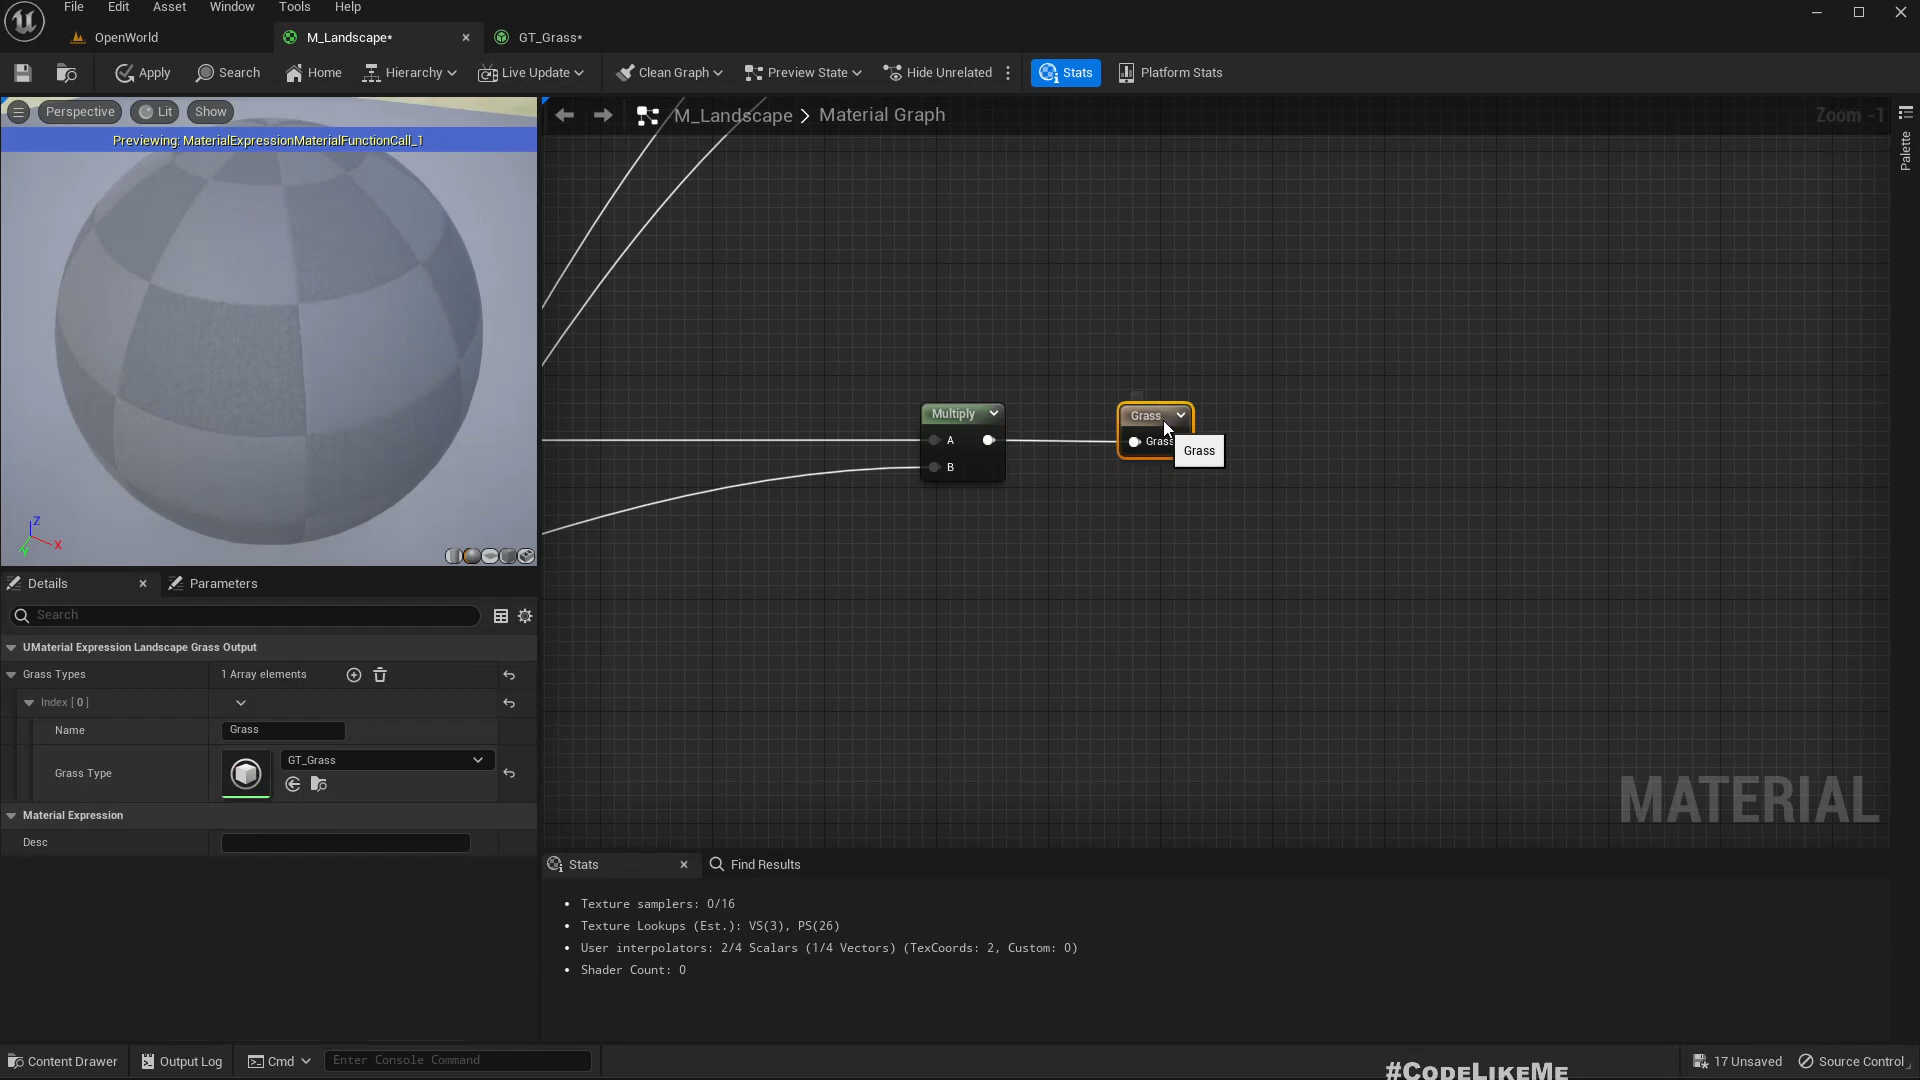 File Edit Asset Window Tools Help
OpenWorld M_Landscape* GT_Grass*
Apply Search Home Hierarchy Live Update Clean Graph Preview State Hide Unrelated Stats Platform Stats
Perspective Lit Show
Previewing: MaterialExpressionMaterialFunctionCall_1
M_Landscape > Material Graph
Zoom -1
Palette
Multiply
A
B
Grass
Grass
Grass
Z
X
Y
MATERIAL
Details Parameters
Search
UMaterial Expression Landscape Grass Output
Grass Types 1 Array elements
Index [ 0 ]
Name Grass
Grass Type GT_Grass
Material Expression
Desc
Stats Find Results
• Texture samplers: 0/16
• Texture Lookups (Est.): VS(3), PS(26)
• User interpolators: 2/4 Scalars (1/4 Vectors) (TexCoords: 2, Custom: 0)
• Shader Count: 0
Content Drawer Output Log Cmd Enter Console Command
#CodeLikeMe
17 Unsaved Source Control